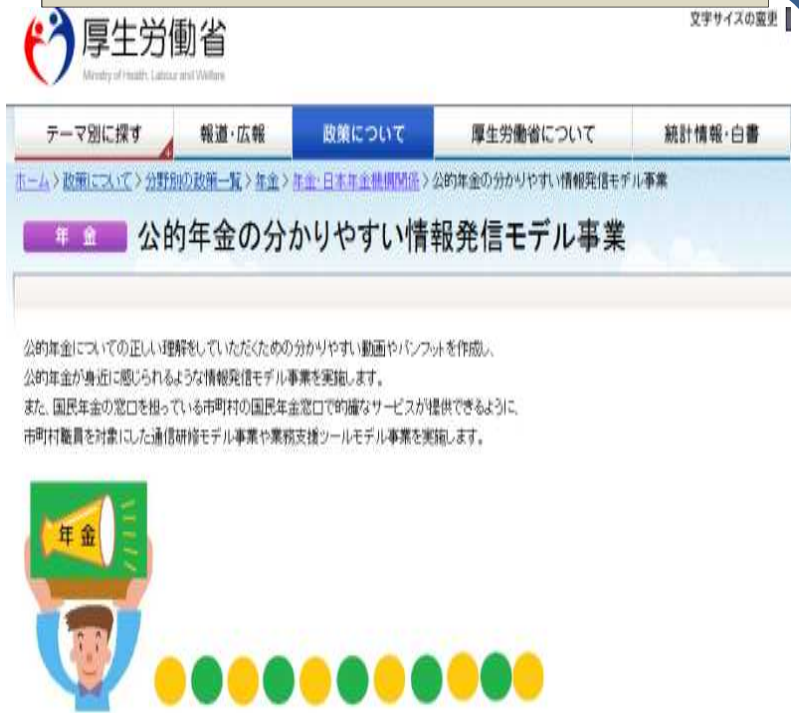 文字サイズの変更
厚生労働省
Ministry of Health, Labour and Welfare
テーマ別に探す 報道・広報 政策について 厚生労働省について 統計情報・白書
ホーム > 政策について > 分野別の政策一覧 > 年金 > 年金・日本年金機構関係 > 公的年金の分かりやすい情報発信モデル事業
年金 公的年金の分かりやすい情報発信モデル事業
公的年金についての正しい理解をしていただくための分かりやすい動画やパンフットを作成し、
公的年金が身近に感じられるような情報発信モデル事業を実施します。
また、国民年金の窓口を担っている市町村の国民年金窓口で的確なサービスが提供できるように、
市町村職員を対象にした通信研修モデル事業や業務支援ツールモデル事業を実施します。
年金